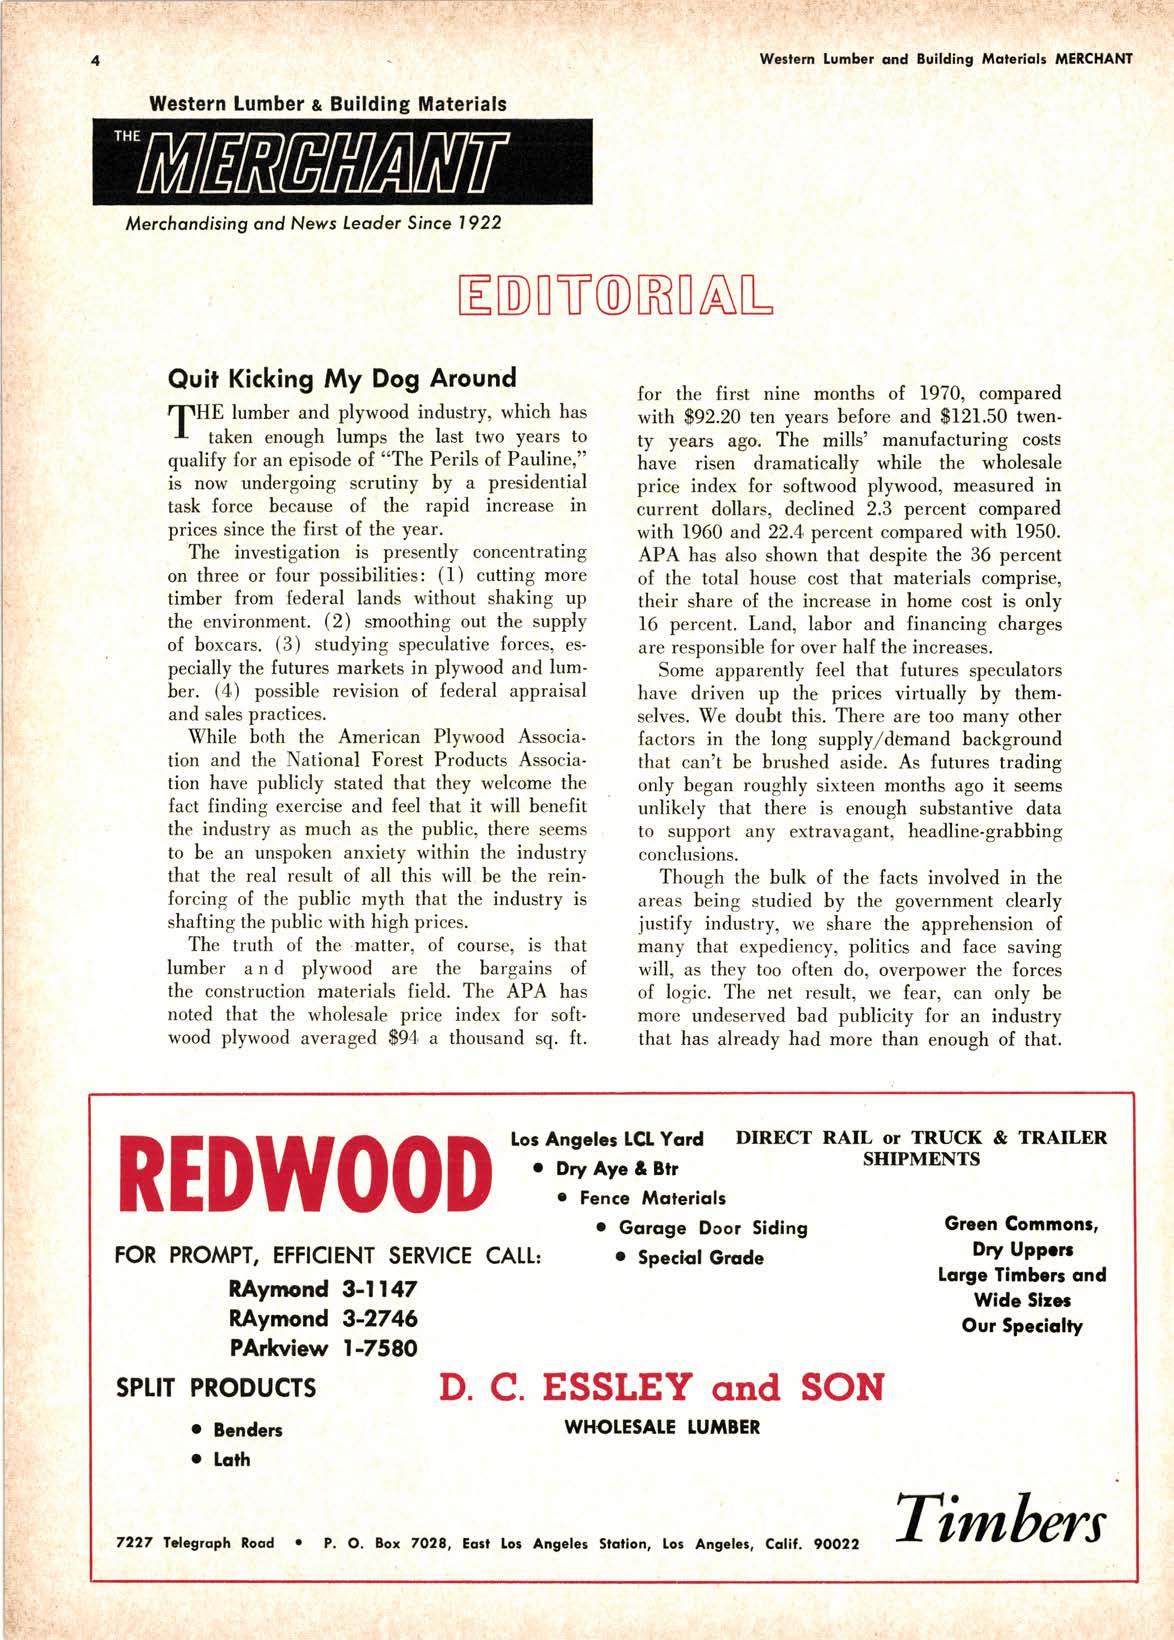 4
Western Lumber and Building Materials MERCHANT
Western Lumber & Building Materials
THE MERCHANT
Merchandising and News Leader Since 1922
EDITORIAL
Quit Kicking My Dog Around
THE lumber and plywood industry, which has
taken enough lumps the last two years to
qualify for an episode of “The Perils of Pauline,”
is now undergoing scrutiny by a presidential
task force because of the rapid increase in
prices since the first of the year.
The investigation is presently concentrating
on three or four possibilities: (1) cutting more
timber from federal lands without shaking up
the environment. (2) smoothing out the supply
of boxcars. (3) studying speculative forces, es-
pecially the futures markets in plywood and lum-
ber. (4) possible revision of federal appraisal
and sales practices.
While both the American Plywood Associa-
tion and the National Forest Products Associa-
tion have publicly stated that they welcome the
fact finding exercise and feel that it will benefit
the industry as much as the public, there seems
to be an unspoken anxiety within the industry
that the real result of all this will be the rein-
forcing of the public myth that the industry is
shafting the public with high prices.
The truth of the matter, of course, is that
lumber and plywood are the bargains of
the construction materials field. The APA has
noted that the wholesale price index for soft-
wood plywood averaged $94 a thousand sq. ft.
for the first nine months of 1970, compared
with $92.20 ten years before and $121.50 twen-
ty years ago. The mills’ manufacturing costs
have risen dramatically while the wholesale
price index for softwood plywood, measured in
current dollars, declined 2.3 percent compared
with 1960 and 22.4 percent compared with 1950.
APA has also shown that despite the 36 percent
of the total house cost that materials comprise,
their share of the increase in home cost is only
16 percent. Land, labor and financing charges
are responsible for over half the increases.
Some apparently feel that futures speculators
have driven up the prices virtually by them-
selves. We doubt this. There are too many other
factors in the long supply/demand background
that can’t be brushed aside. As futures trading
only began roughly sixteen months ago it seems
unlikely that there is enough substantive data
to support any extravagant, headline-grabbing
conclusions.
Though the bulk of the facts involved in the
areas being studied by the government clearly
justify industry, we share the apprehension of
many that expediency, politics and face saving
will, as they too often do, overpower the forces
of logic. The net result, we fear, can only be
more undeserved bad publicity for an industry
that has already had more than enough of that.
REDWOOD
Los Angeles LCL Yard
• Dry Aye & Btr
• Fence Materials
• Garage Door Siding
• Special Grade
DIRECT RAIL or TRUCK & TRAILER
SHIPMENTS
Green Commons,
Dry Uppers
Large Timbers and
Wide Sizes
Our Specialty
FOR PROMPT, EFFICIENT SERVICE CALL:
RAymond 3-1147
RAymond 3-2746
PArkview 1-7580
SPLIT PRODUCTS
• Benders
• Lath
D. C. ESSLEY and SON
WHOLESALE LUMBER
Timbers
7227 Telegraph Road • P. O. Box 7028, East Los Angeles Station, Los Angeles, Calif. 90022